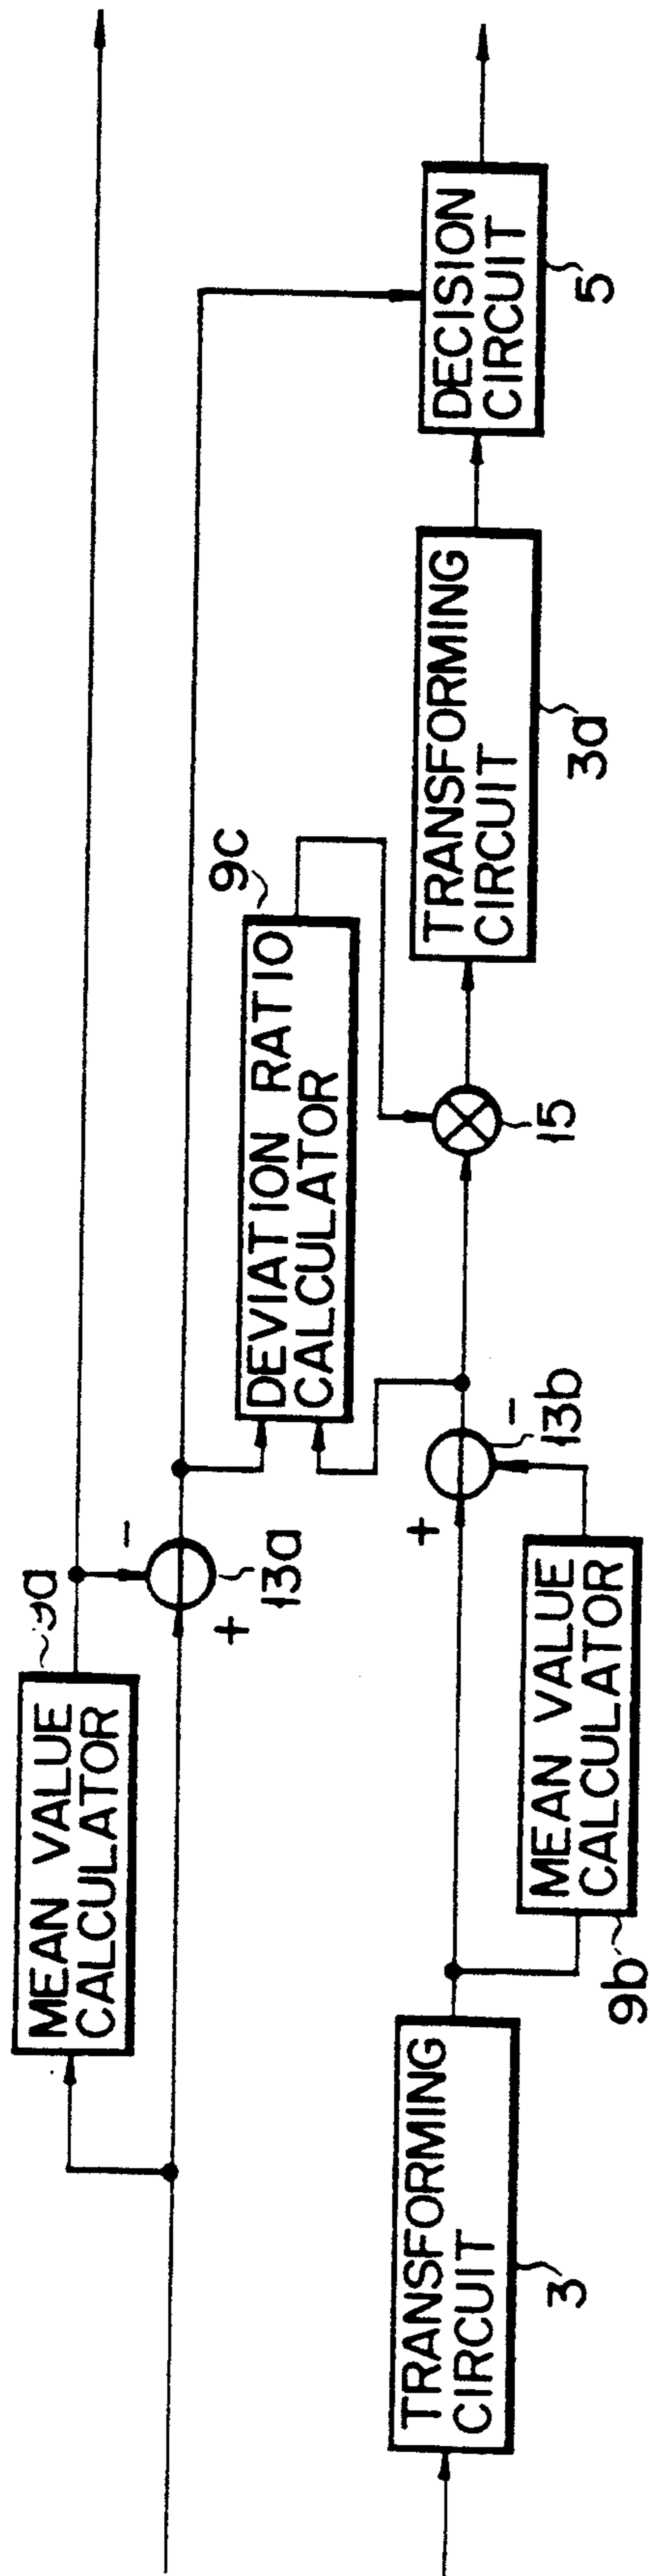 MEAN VALUE
CALCULATOR
9a
-
+
13a
DEVIATION RATIO
CALCULATOR
9c
TRANSFORMING
CIRCUIT
3
+
-
13b
MEAN VALUE
CALCULATOR
9b
15
TRANSFORMING
CIRCUIT
3a
DECISION
CIRCUIT
5